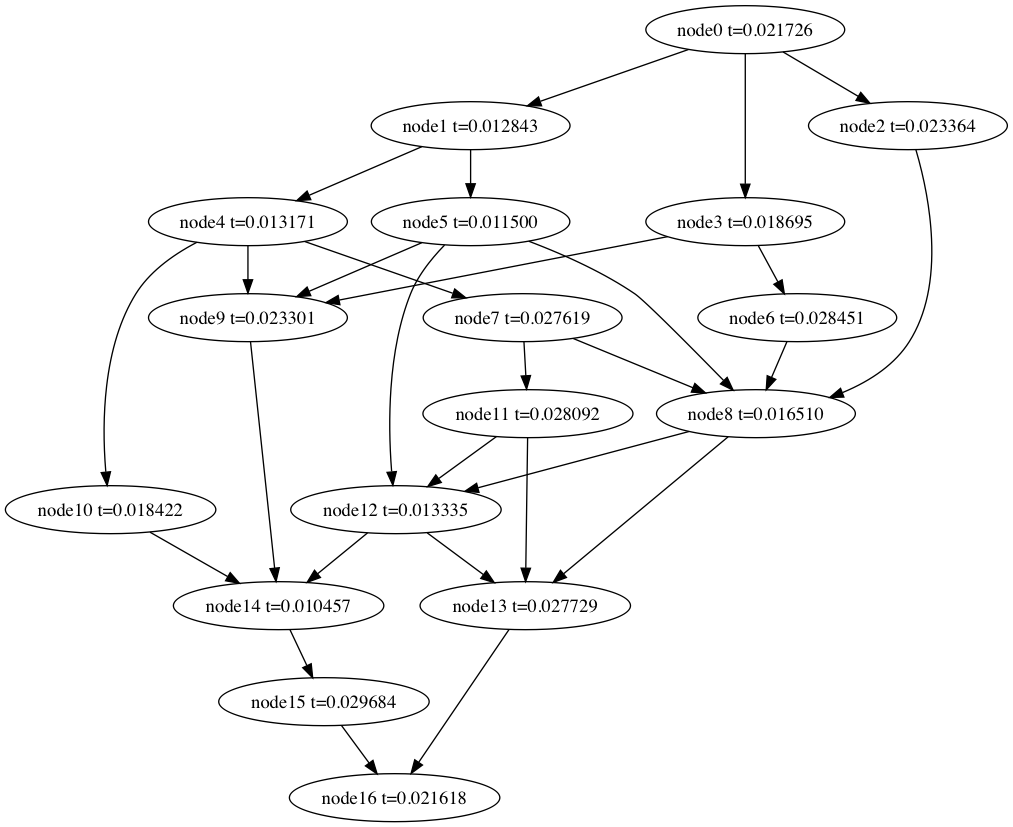 node0 t=0.021726
node1 t=0.012843
node2 t=0.023364
node4 t=0.013171
node5 t=0.011500
node3 t=0.018695
node9 t=0.023301
node7 t=0.027619
node6 t=0.028451
node11 t=0.028092
node8 t=0.016510
node10 t=0.018422
node12 t=0.013335
node14 t=0.010457
node13 t=0.027729
node15 t=0.029684
node16 t=0.021618